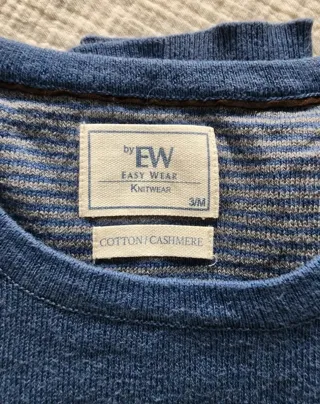 by EW
EASY WEAR
KNITWEAR
3/M
COTTON/CASHMERE